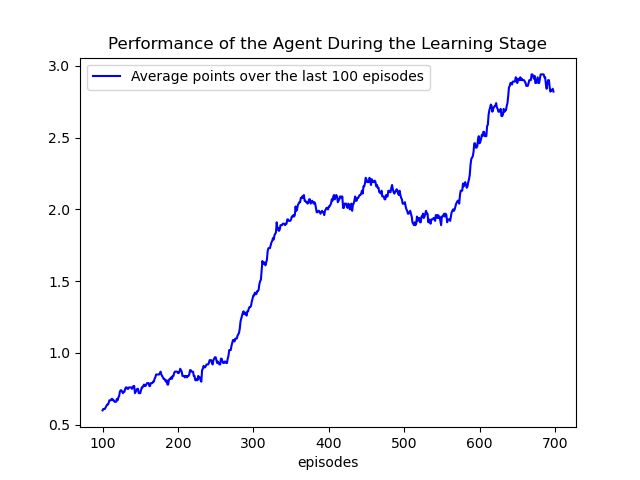 Performance of the Agent During the Learning Stage
Average points over the last 100 episodes
3.0
2.5
2.0
1.5
1.0
0.5
100 200 300 400 500 600 700
episodes